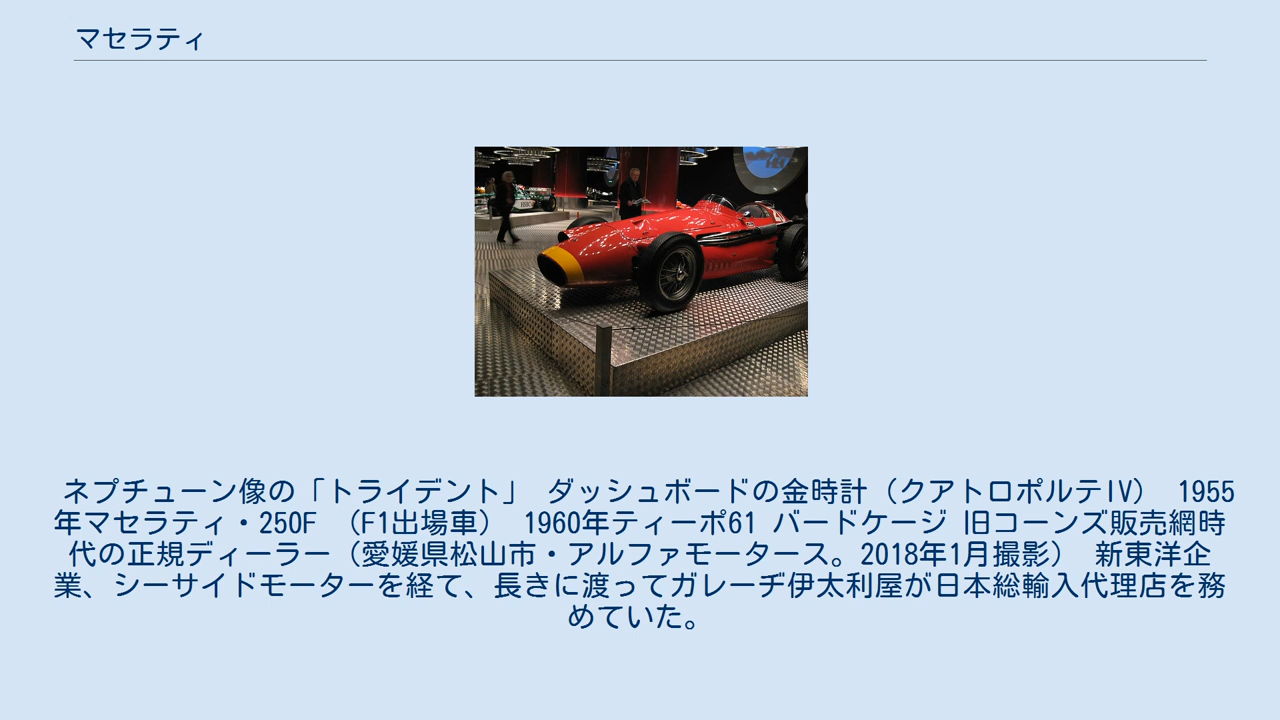 マセラティ
ネプチューン像の「トライデント」 ダッシュボードの金時計（クアトロポルテIV） 1955
年マセラティ・250F （F1出場車） 1960年ティーポ61 バードケージ 旧コーンズ販売網時
代の正規ディーラー（愛媛県松山市・アルファモータース。2018年1月撮影） 新東洋企
業、シーサイドモーターを経て、長きに渡ってガレーヂ伊太利屋が日本総輸入代理店を務
めていた。